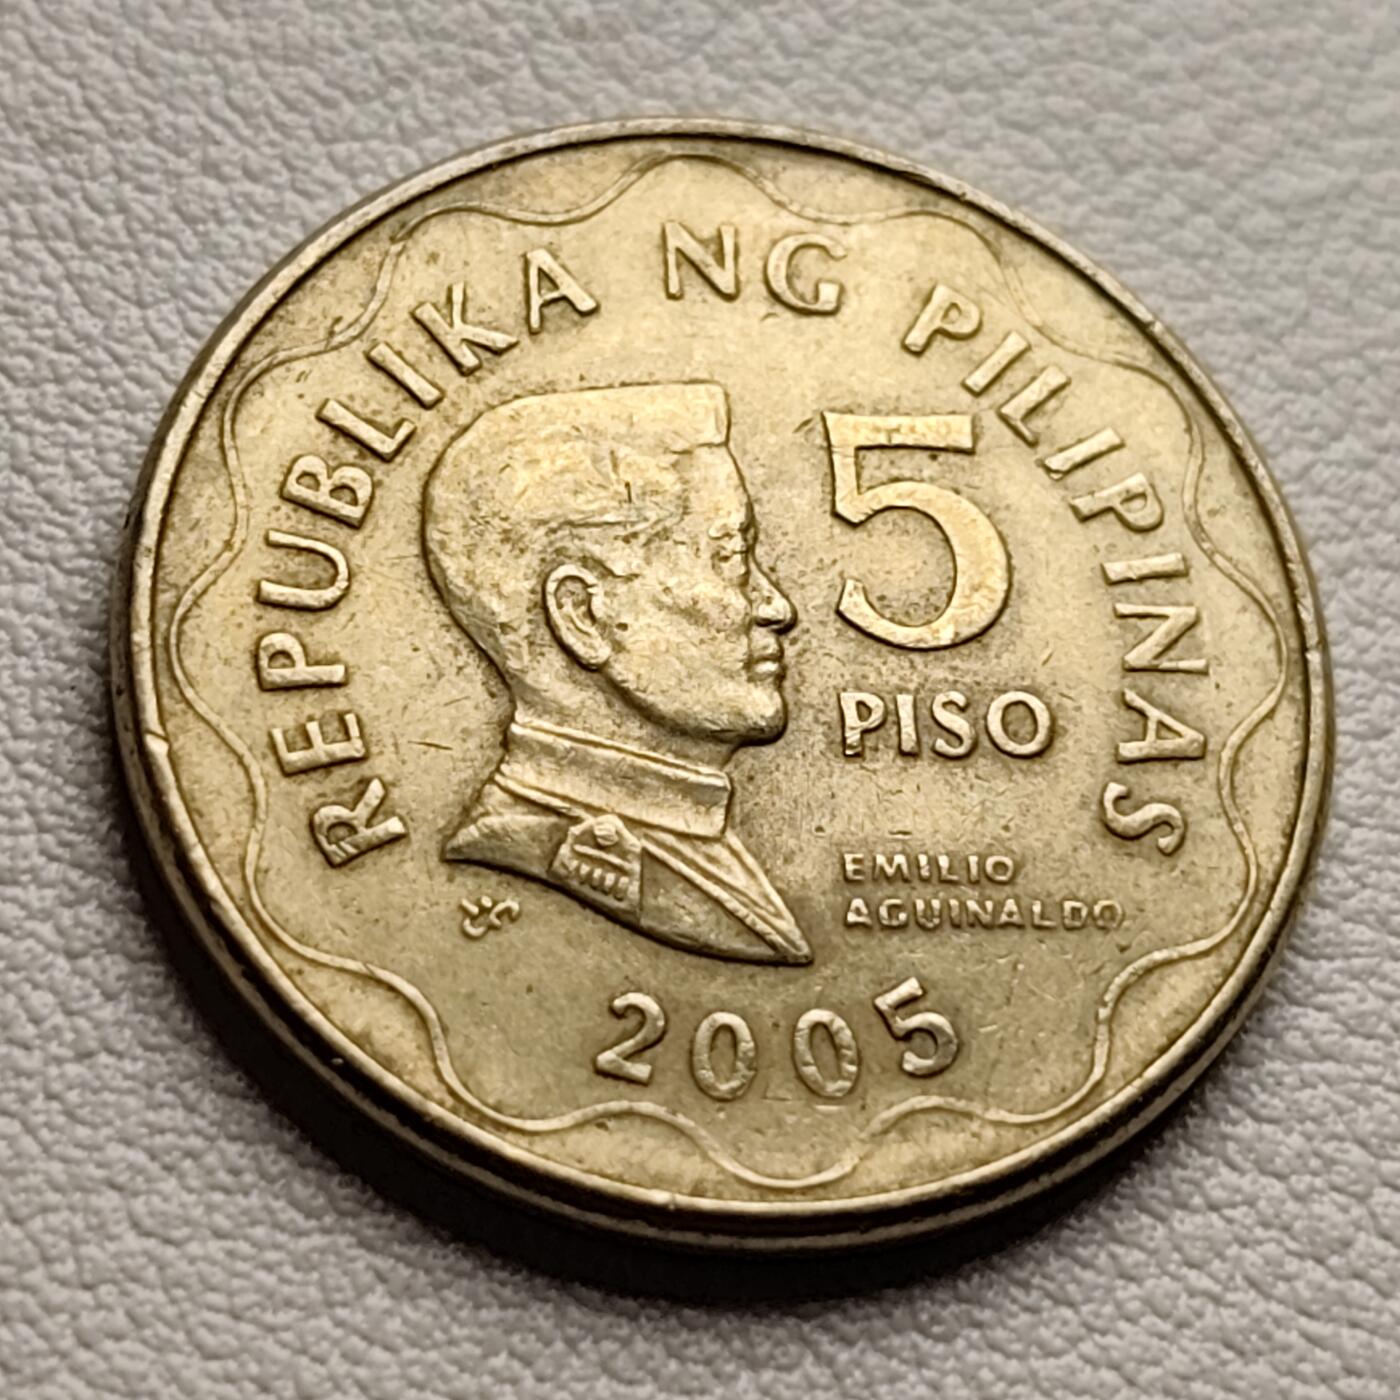 REPUBLIKA NG PILIPINAS
5
PISO
EMILIO
AGUINALDO
2005